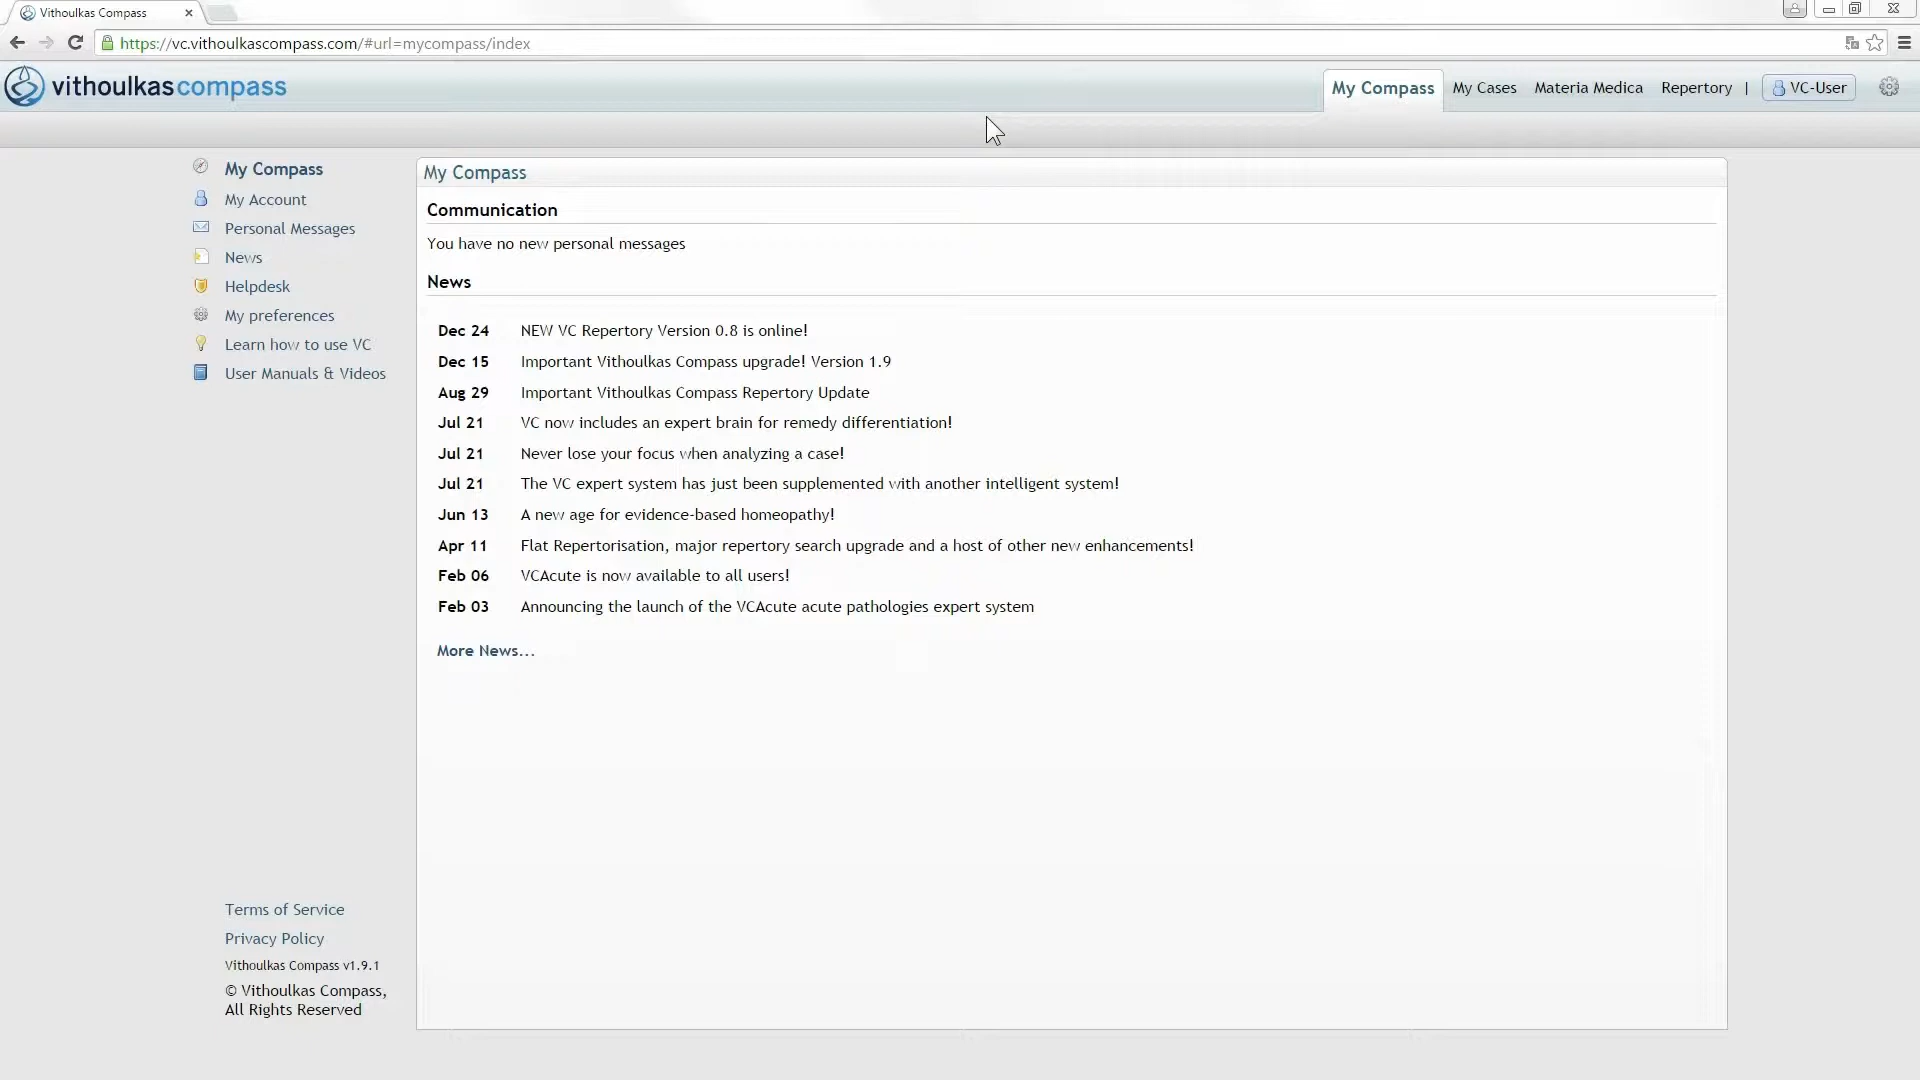 Vithoulkas Compass
https://vc.vithoulkascompass.com/#url=mycompass/index
vithoulkascompass
My Compass My Cases Materia Medica Repertory | VC-User
My Compass
My Account
Personal Messages
News
Helpdesk
My preferences
Learn how to use VC
User Manuals & Videos
My Compass
Communication
You have no new personal messages
News
Dec 24 NEW VC Repertory Version 0.8 is online!
Dec 15 Important Vithoulkas Compass upgrade! Version 1.9
Aug 29 Important Vithoulkas Compass Repertory Update
Jul 21 VC now includes an expert brain for remedy differentiation!
Jul 21 Never lose your focus when analyzing a case!
Jul 21 The VC expert system has just been supplemented with another intelligent system!
Jun 13 A new age for evidence-based homeopathy!
Apr 11 Flat Repertorisation, major repertory search upgrade and a host of other new enhancements!
Feb 06 VCAcute is now available to all users!
Feb 03 Announcing the launch of the VCAcute acute pathologies expert system
More News...
Terms of Service
Privacy Policy
Vithoulkas Compass v1.9.1
© Vithoulkas Compass,
All Rights Reserved